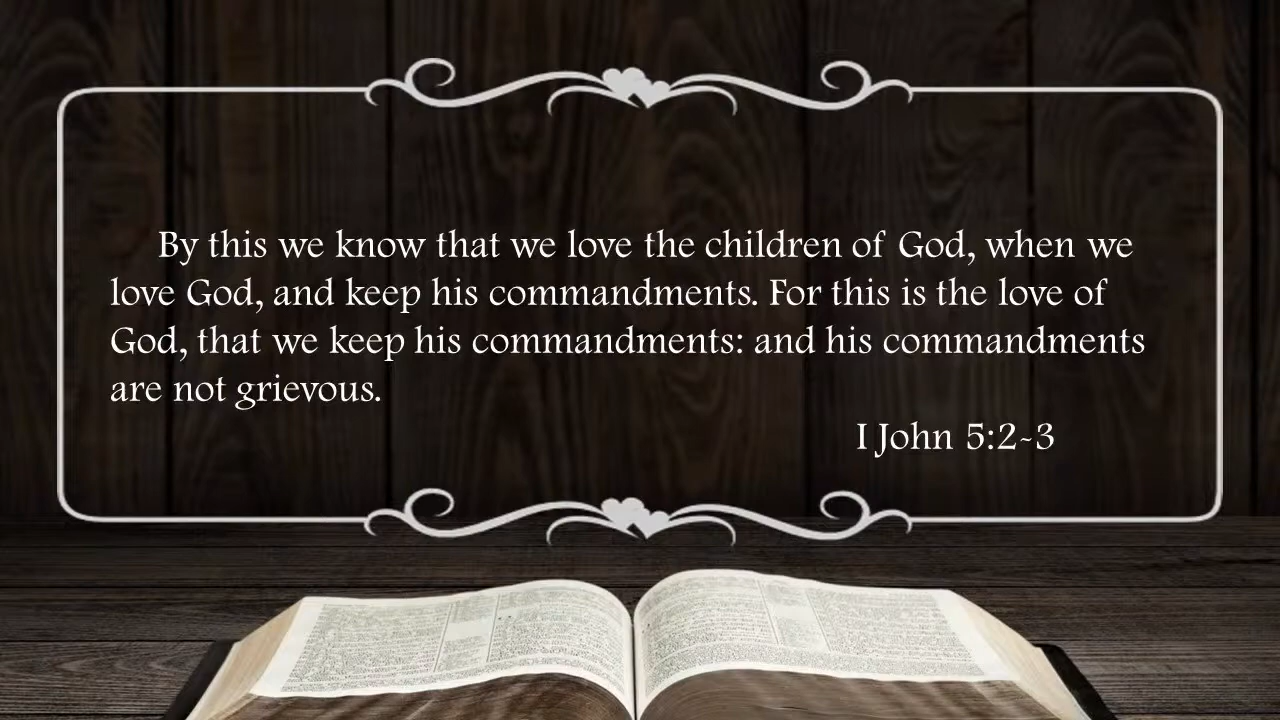 By this we know that we love the children of God, when we
love God, and keep his commandments. For this is the love of
God, that we keep his commandments: and his commandments
are not grievous.
I John 5:2-3